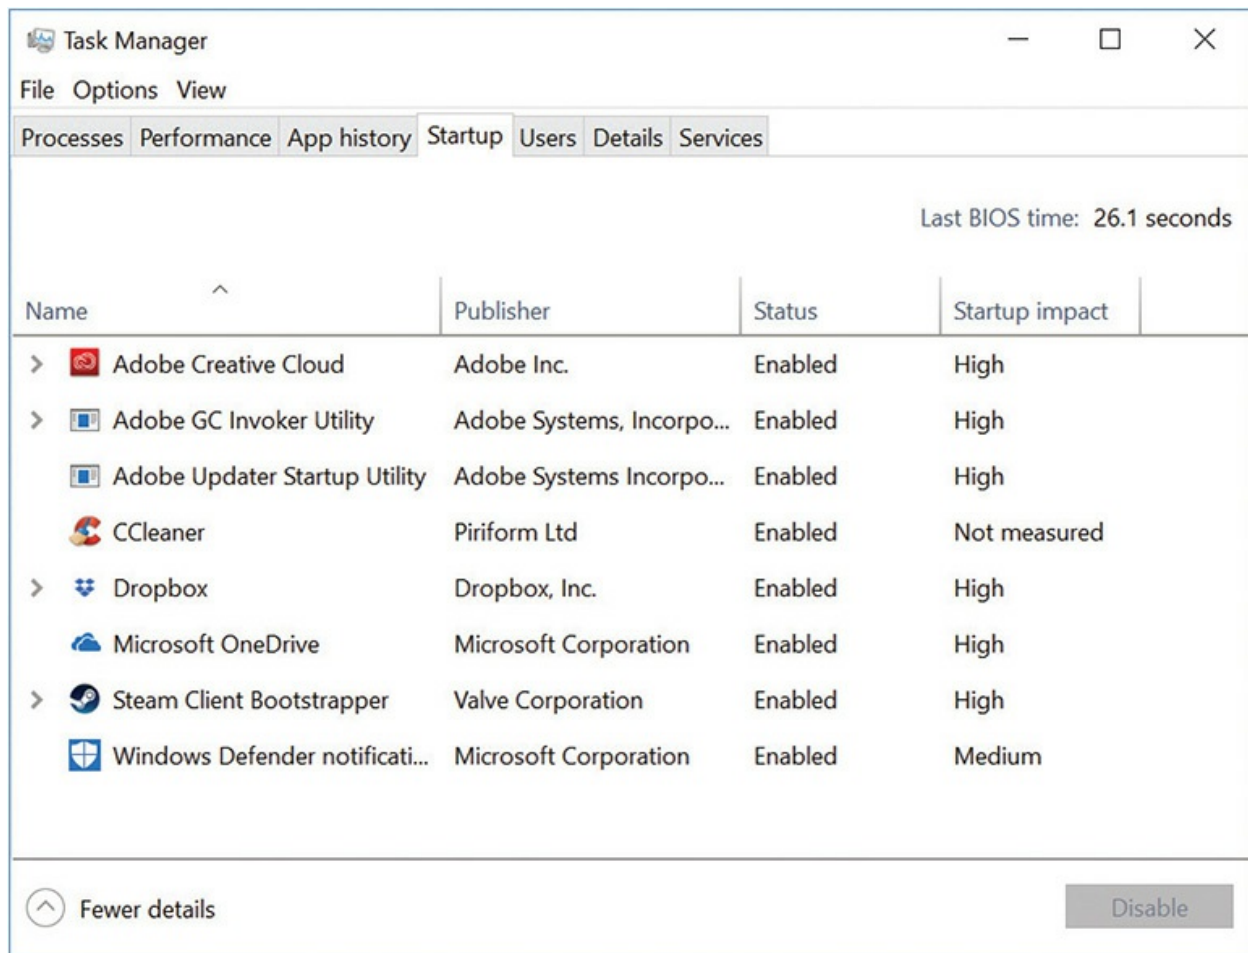 Task Manager
File Options View
Processes Performance App history Startup Users Details Services
Last BIOS time: 26.1 seconds
Name Publisher Status Startup impact
Adobe Creative Cloud Adobe Inc. Enabled High
Adobe GC Invoker Utility Adobe Systems, Incorpo... Enabled High
Adobe Updater Startup Utility Adobe Systems Incorpo... Enabled High
CCleaner Piriform Ltd Enabled Not measured
Dropbox Dropbox, Inc. Enabled High
Microsoft OneDrive Microsoft Corporation Enabled High
Steam Client Bootstrapper Valve Corporation Enabled High
Windows Defender notificati... Microsoft Corporation Enabled Medium
Fewer details Disable